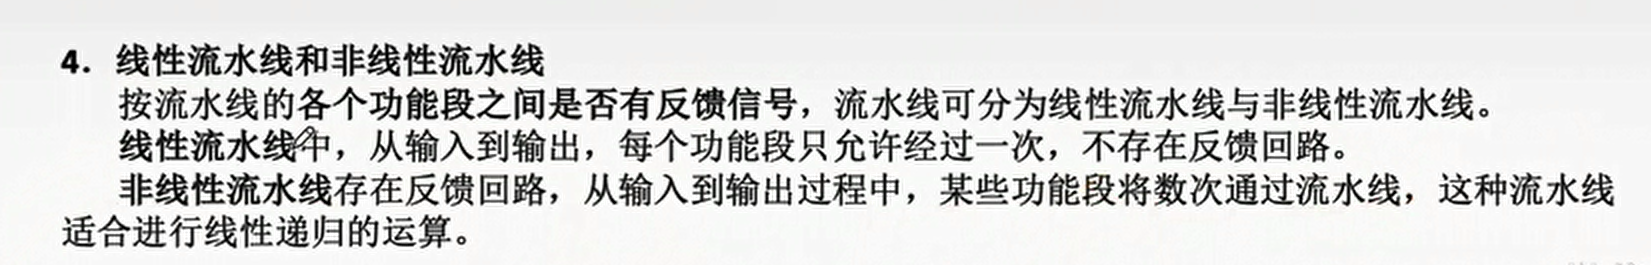 4. 线性流水线和非线性流水线
按流水线的各个功能段之间是否有反馈信号，流水线可分为线性流水线与非线性流水线。
线性流水线中，从输入到输出，每个功能段只允许经过一次，不存在反馈回路。
非线性流水线存在反馈回路，从输入到输出过程中，某些功能段将数次通过流水线，这种流水线
适合进行线性递归的运算。